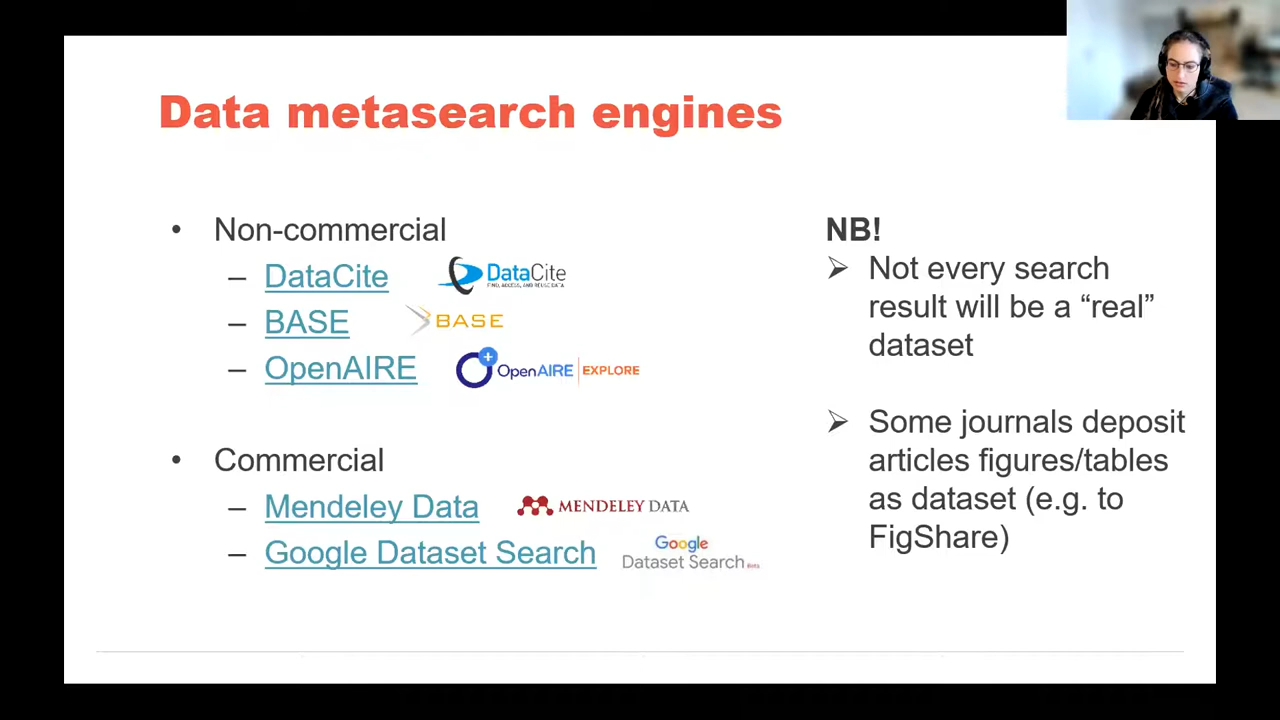 Data metasearch engines
• Non-commercial
– DataCite
DataCite
FIND, ACCESS, AND REUSE DATA
– BASE
BASE
– OpenAIRE
OpenAIRE | EXPLORE
• Commercial
– Mendeley Data
MENDELEY DATA
– Google Dataset Search
Google
Dataset Search Beta
NB!
➢ Not every search
result will be a “real”
dataset
➢ Some journals deposit
articles figures/tables
as dataset (e.g. to
FigShare)